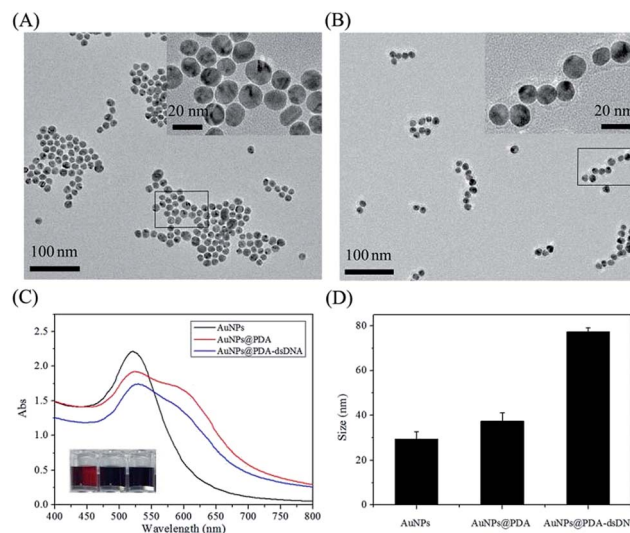 (A)
20 nm
100 nm
(B)
20 nm
100 nm
(C)
2.5
2.0
1.5
1.0
0.5
0.0
Abs
AuNPs
AuNPs@PDA
AuNPs@PDA-dsDNA
400 450 500 550 600 650 700 750 800
Wavelength (nm)
(D)
80
60
40
20
0
Size (nm)
AuNPs AuNPs@PDA AuNPs@PDA-dsDN